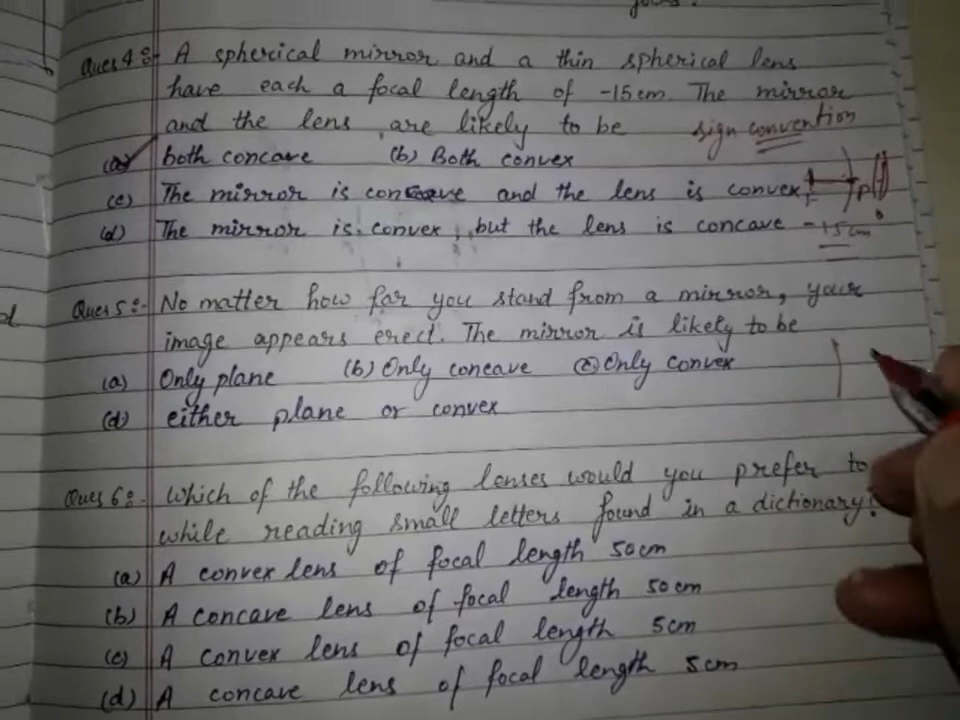 Ques 4:- A spherical mirror and a thin spherical lens
have each a focal length of -15cm. The mirror
and the lens are likely to be sign convention
(a) both concave (b) Both convex
(c) The mirror is concave and the lens is convex
(d) The mirror is convex, but the lens is concave -15cm
Ques 5:- No matter how far you stand from a mirror, your
image appears erect. The mirror is likely to be
(a) Only plane (b) Only concave (c) Only convex
(d) either plane or convex
Ques 6:- Which of the following lenses would you prefer to
while reading small letters found in a dictionary?
(a) A convex lens of focal length 50cm
(b) A concave lens of focal length 50cm
(c) A convex lens of focal length 5cm
(d) A concave lens of focal length 5cm